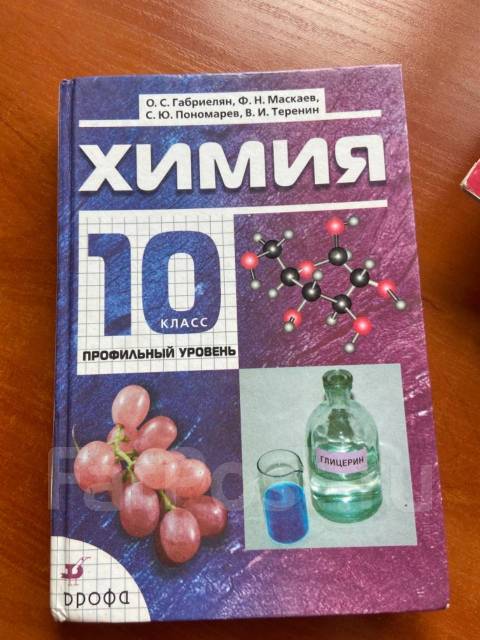 О. С. Габриелян, Ф. Н. Маскаев,
С. Ю. Пономарев, В. И. Теренин
ХИМИЯ
10
КЛАСС
ПРОФИЛЬНЫЙ УРОВЕНЬ
ГЛИЦЕРИН
дрофа